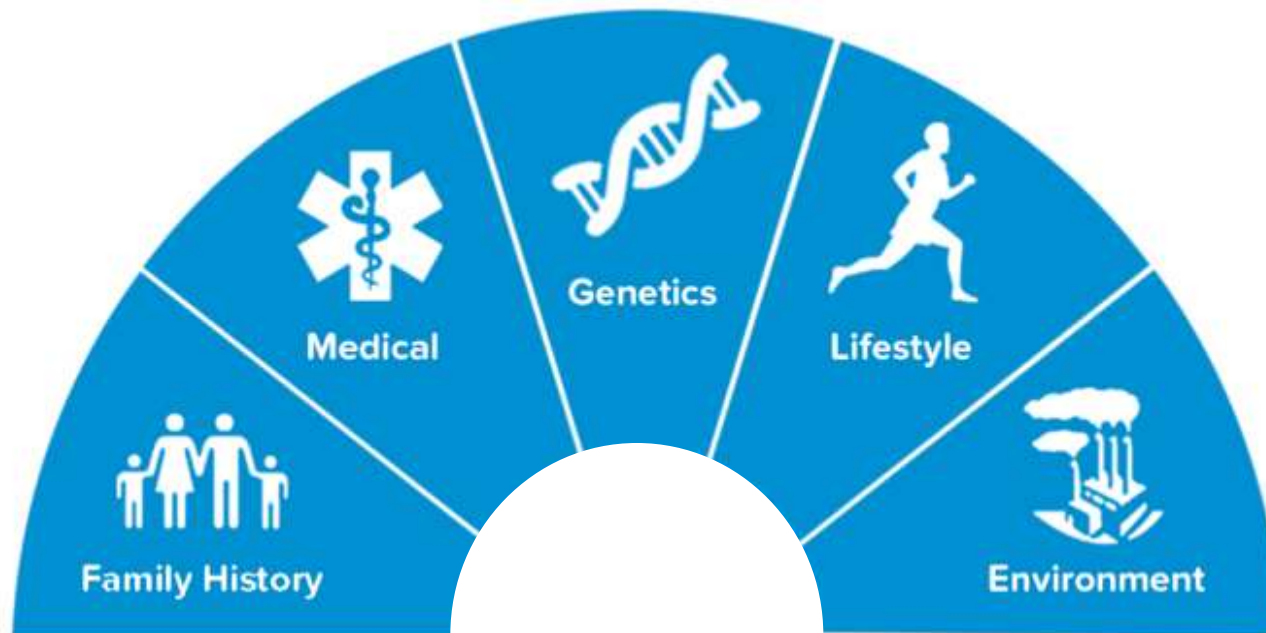 Family History
Medical
Genetics
Lifestyle
Environment